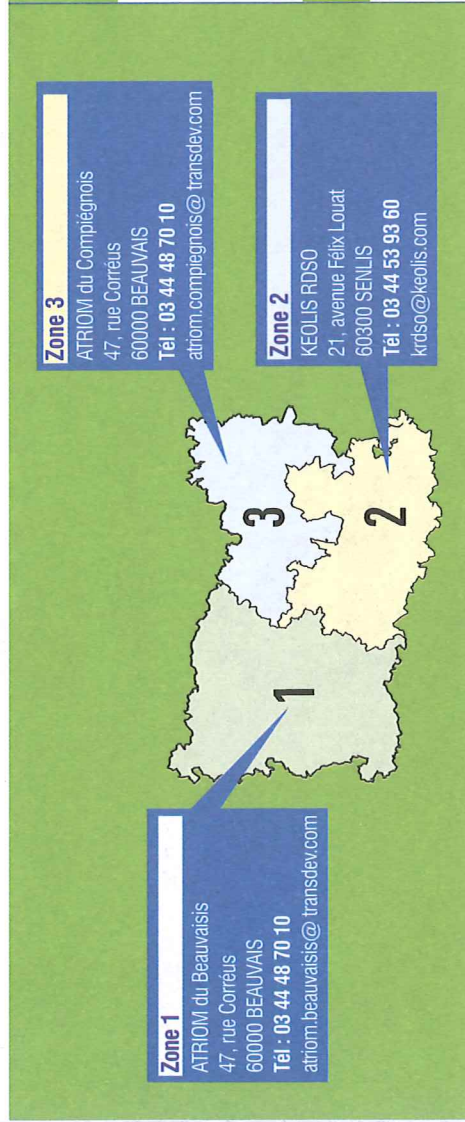 Zone 1
ATRIOM du Beauvaisis
47, rue Corréus
60000 BEAUVAIS
Tél : 03 44 48 70 10
atriom.beauvaisis@ transdev.com
1
3
2
Zone 3
ATRIOM du Compiégnois
47, rue Corréus
60000 BEAUVAIS
Tél : 03 44 48 70 10
atriom.compiegnois@ transdev.com
Zone 2
KEOLIS RDSO
21, avenue Félix Louat
60300 SENLIS
Tél : 03 44 53 93 60
krdso@keolis.com